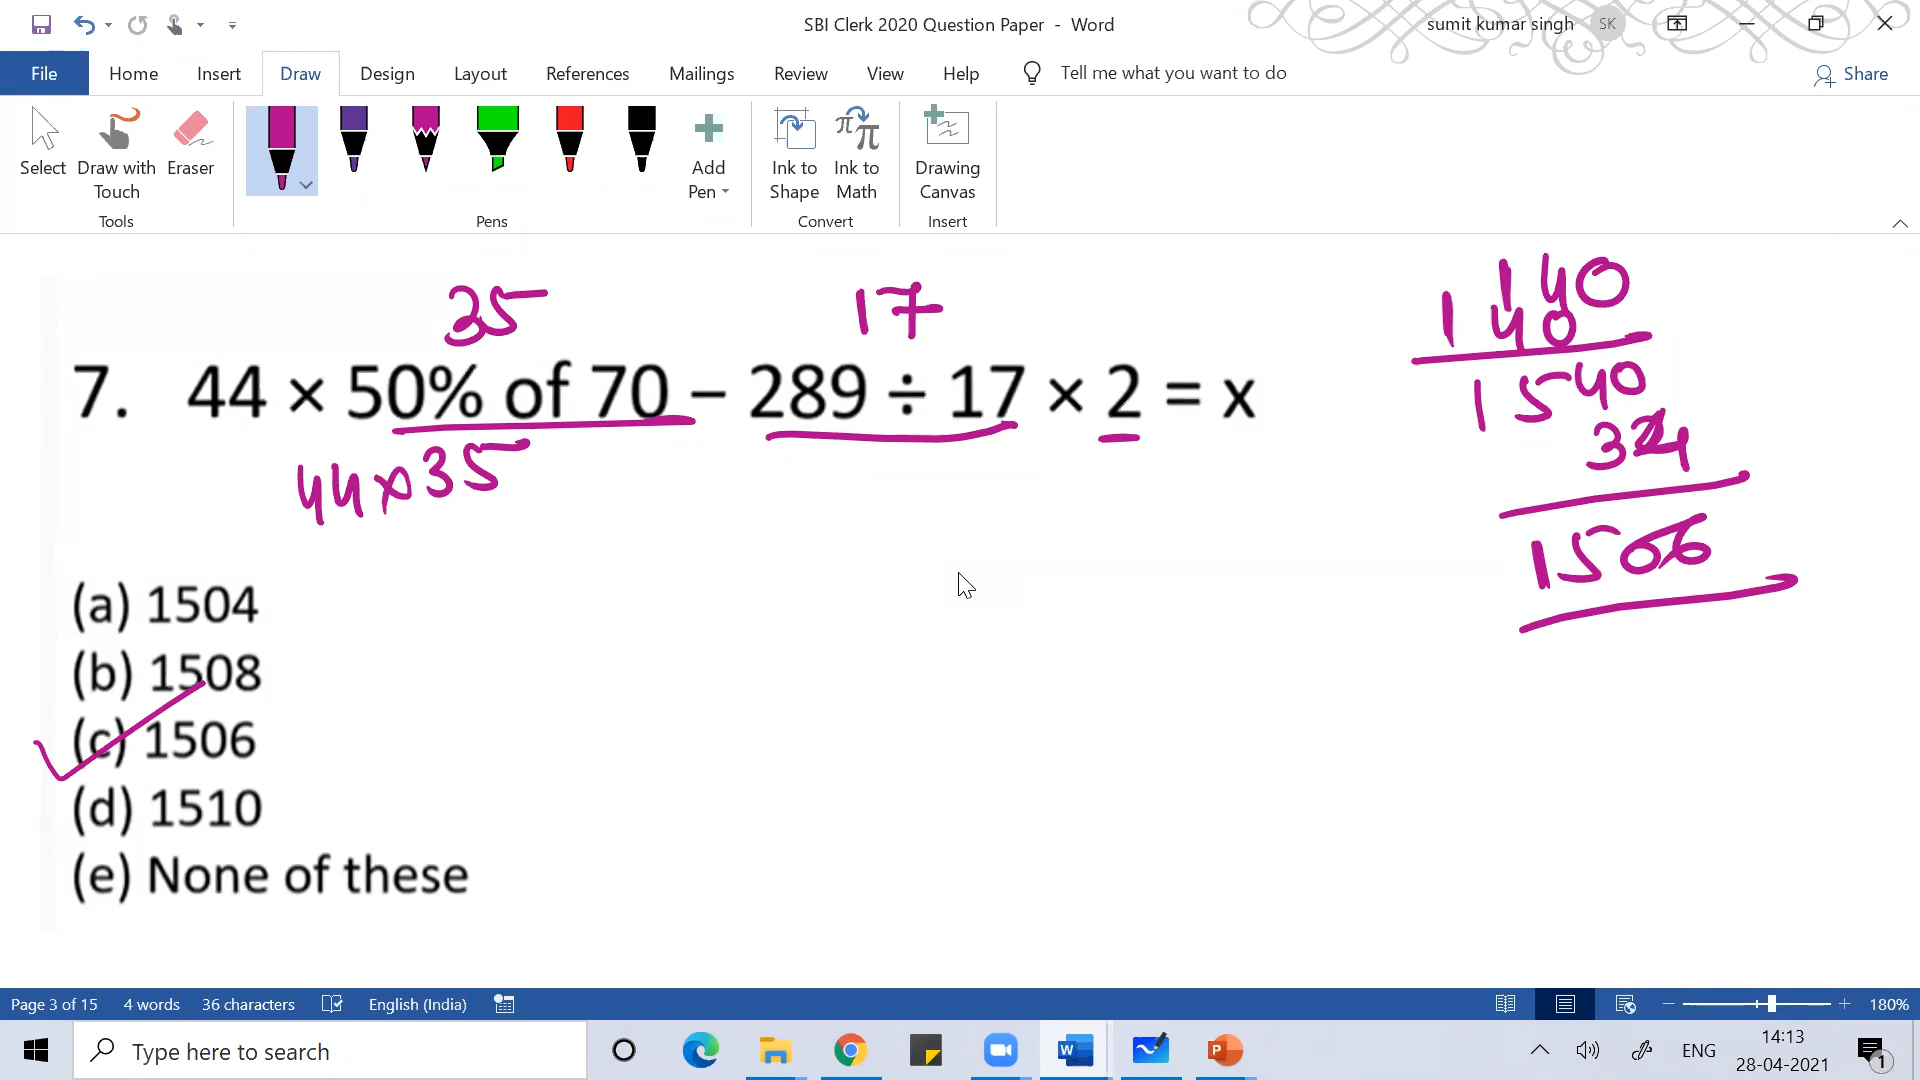 SBI Clerk 2020 Question Paper - Word
sumit kumar singh
SK
File
Home
Insert
Draw
Design
Layout
References
Mailings
Review
View
Help
Tell me what you want to do
Share
Select
Draw with Touch
Eraser
Add Pen
Ink to Shape
Ink to Math
Drawing Canvas
Tools
Pens
Convert
Insert
35
17
7. 44 × 50% of 70 – 289 ÷ 17 × 2 = x
44×35
140
140
1540
1506
(a) 1504
(b) 1508
(c) 1506
(d) 1510
(e) None of these
Page 3 of 15
4 words
36 characters
English (India)
180%
Type here to search
W
P
ENG
14:13
28-04-2021
1